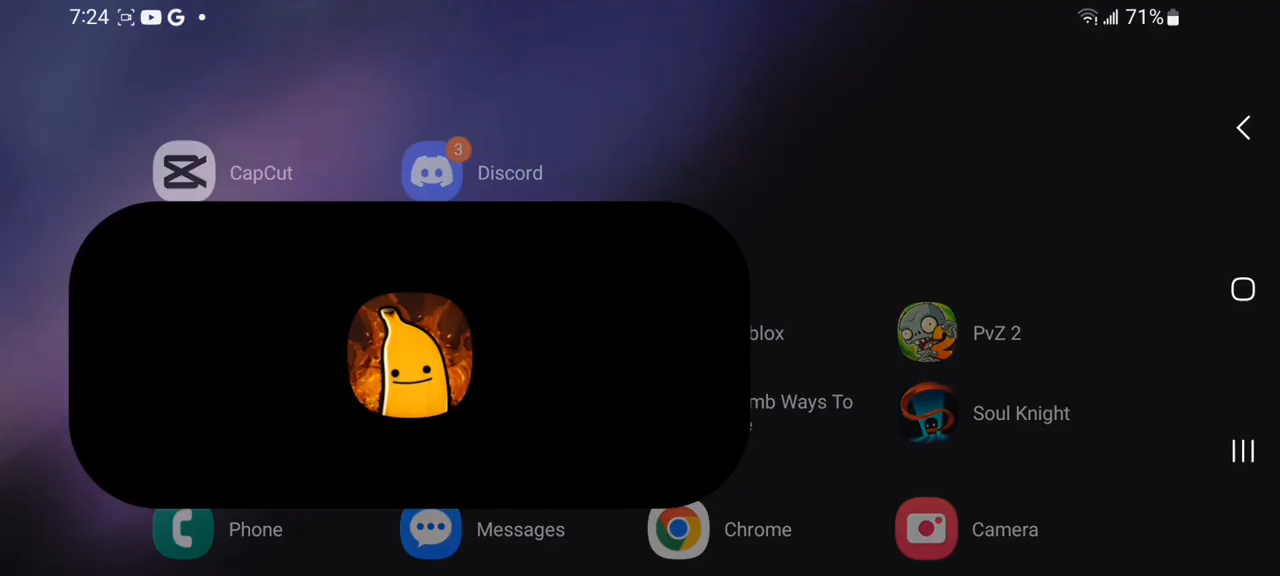 7:24
71%
CapCut
Discord
3
blox
PvZ 2
mb Ways To
Soul Knight
Phone
Messages
Chrome
Camera